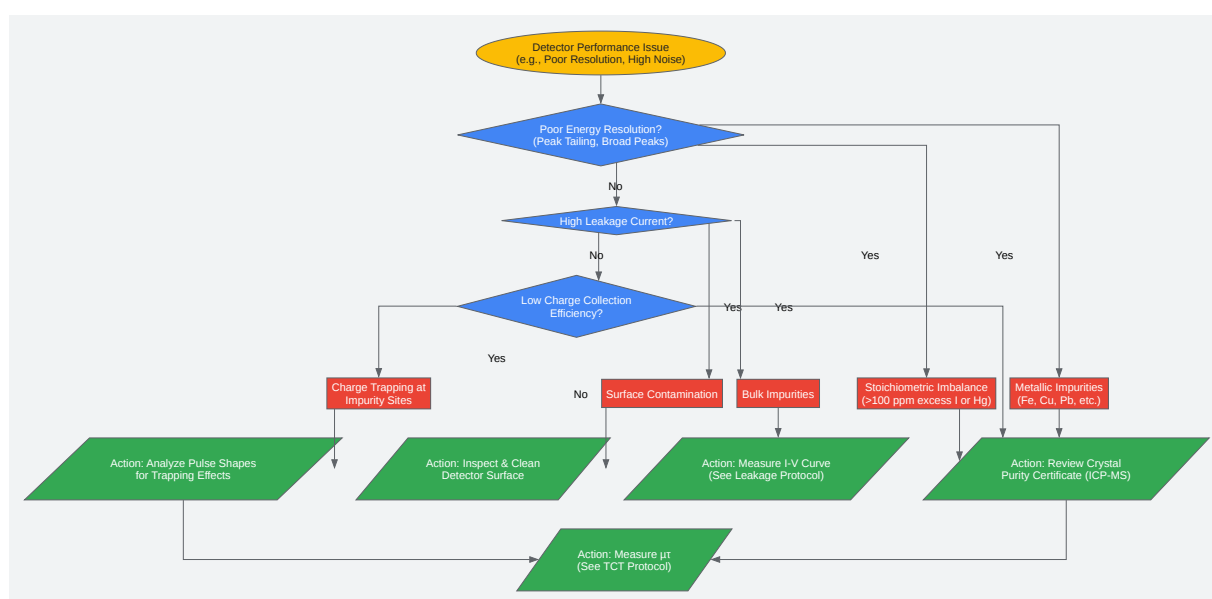 Detector Performance Issue
(e.g., Poor Resolution, High Noise)
Poor Energy Resolution?
(Peak Tailing, Broad Peaks)
No
High Leakage Current?
No
Yes
Yes
Low Charge Collection
Efficiency?
Yes
Yes
Yes
No
Charge Trapping at
Impurity Sites
Surface Contamination
Bulk Impurities
Stoichiometric Imbalance
(>100 ppm excess I or Hg)
Metallic Impurities
(Fe, Cu, Pb, etc.)
Action: Analyze Pulse Shapes
for Trapping Effects
Action: Inspect & Clean
Detector Surface
Action: Measure I-V Curve
(See Leakage Protocol)
Action: Review Crystal
Purity Certificate (ICP-MS)
Action: Measure μτ
(See TCT Protocol)